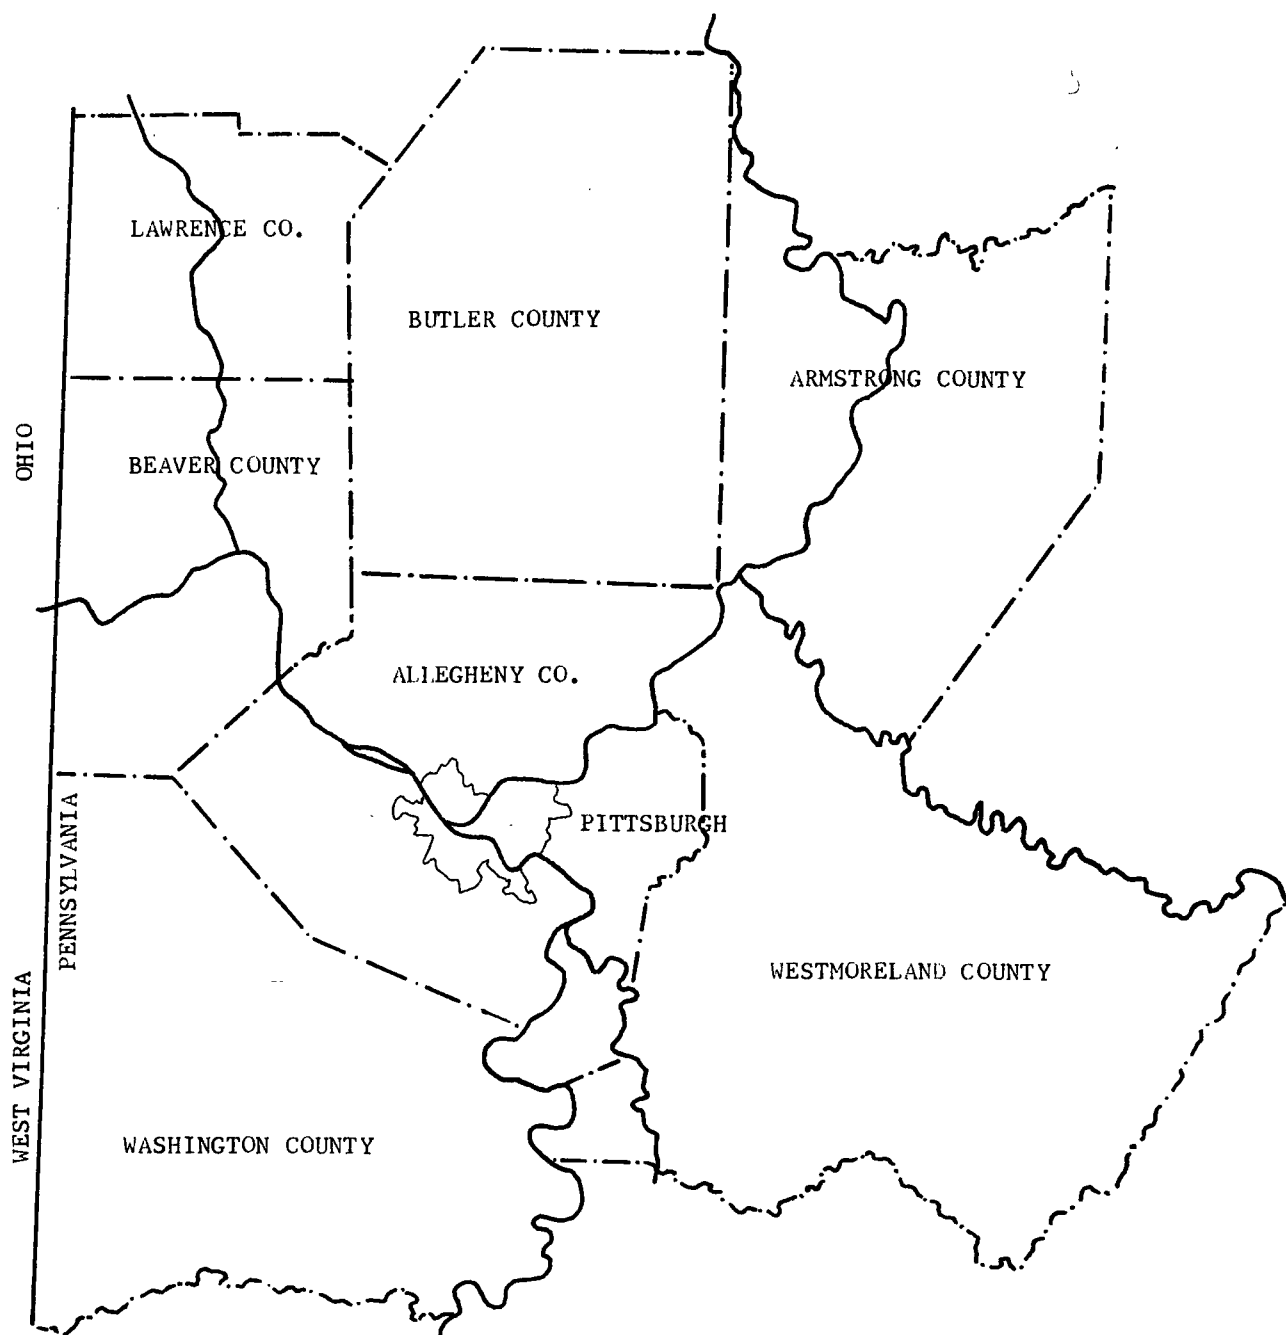 LAWRENCE CO.
BUTLER COUNTY
ARMSTRONG COUNTY
OHIO
BEAVER COUNTY
ALLEGHENY CO.
PENNSYLVANIA
PITTSBURGH
WEST VIRGINIA
WESTMORELAND COUNTY
WASHINGTON COUNTY